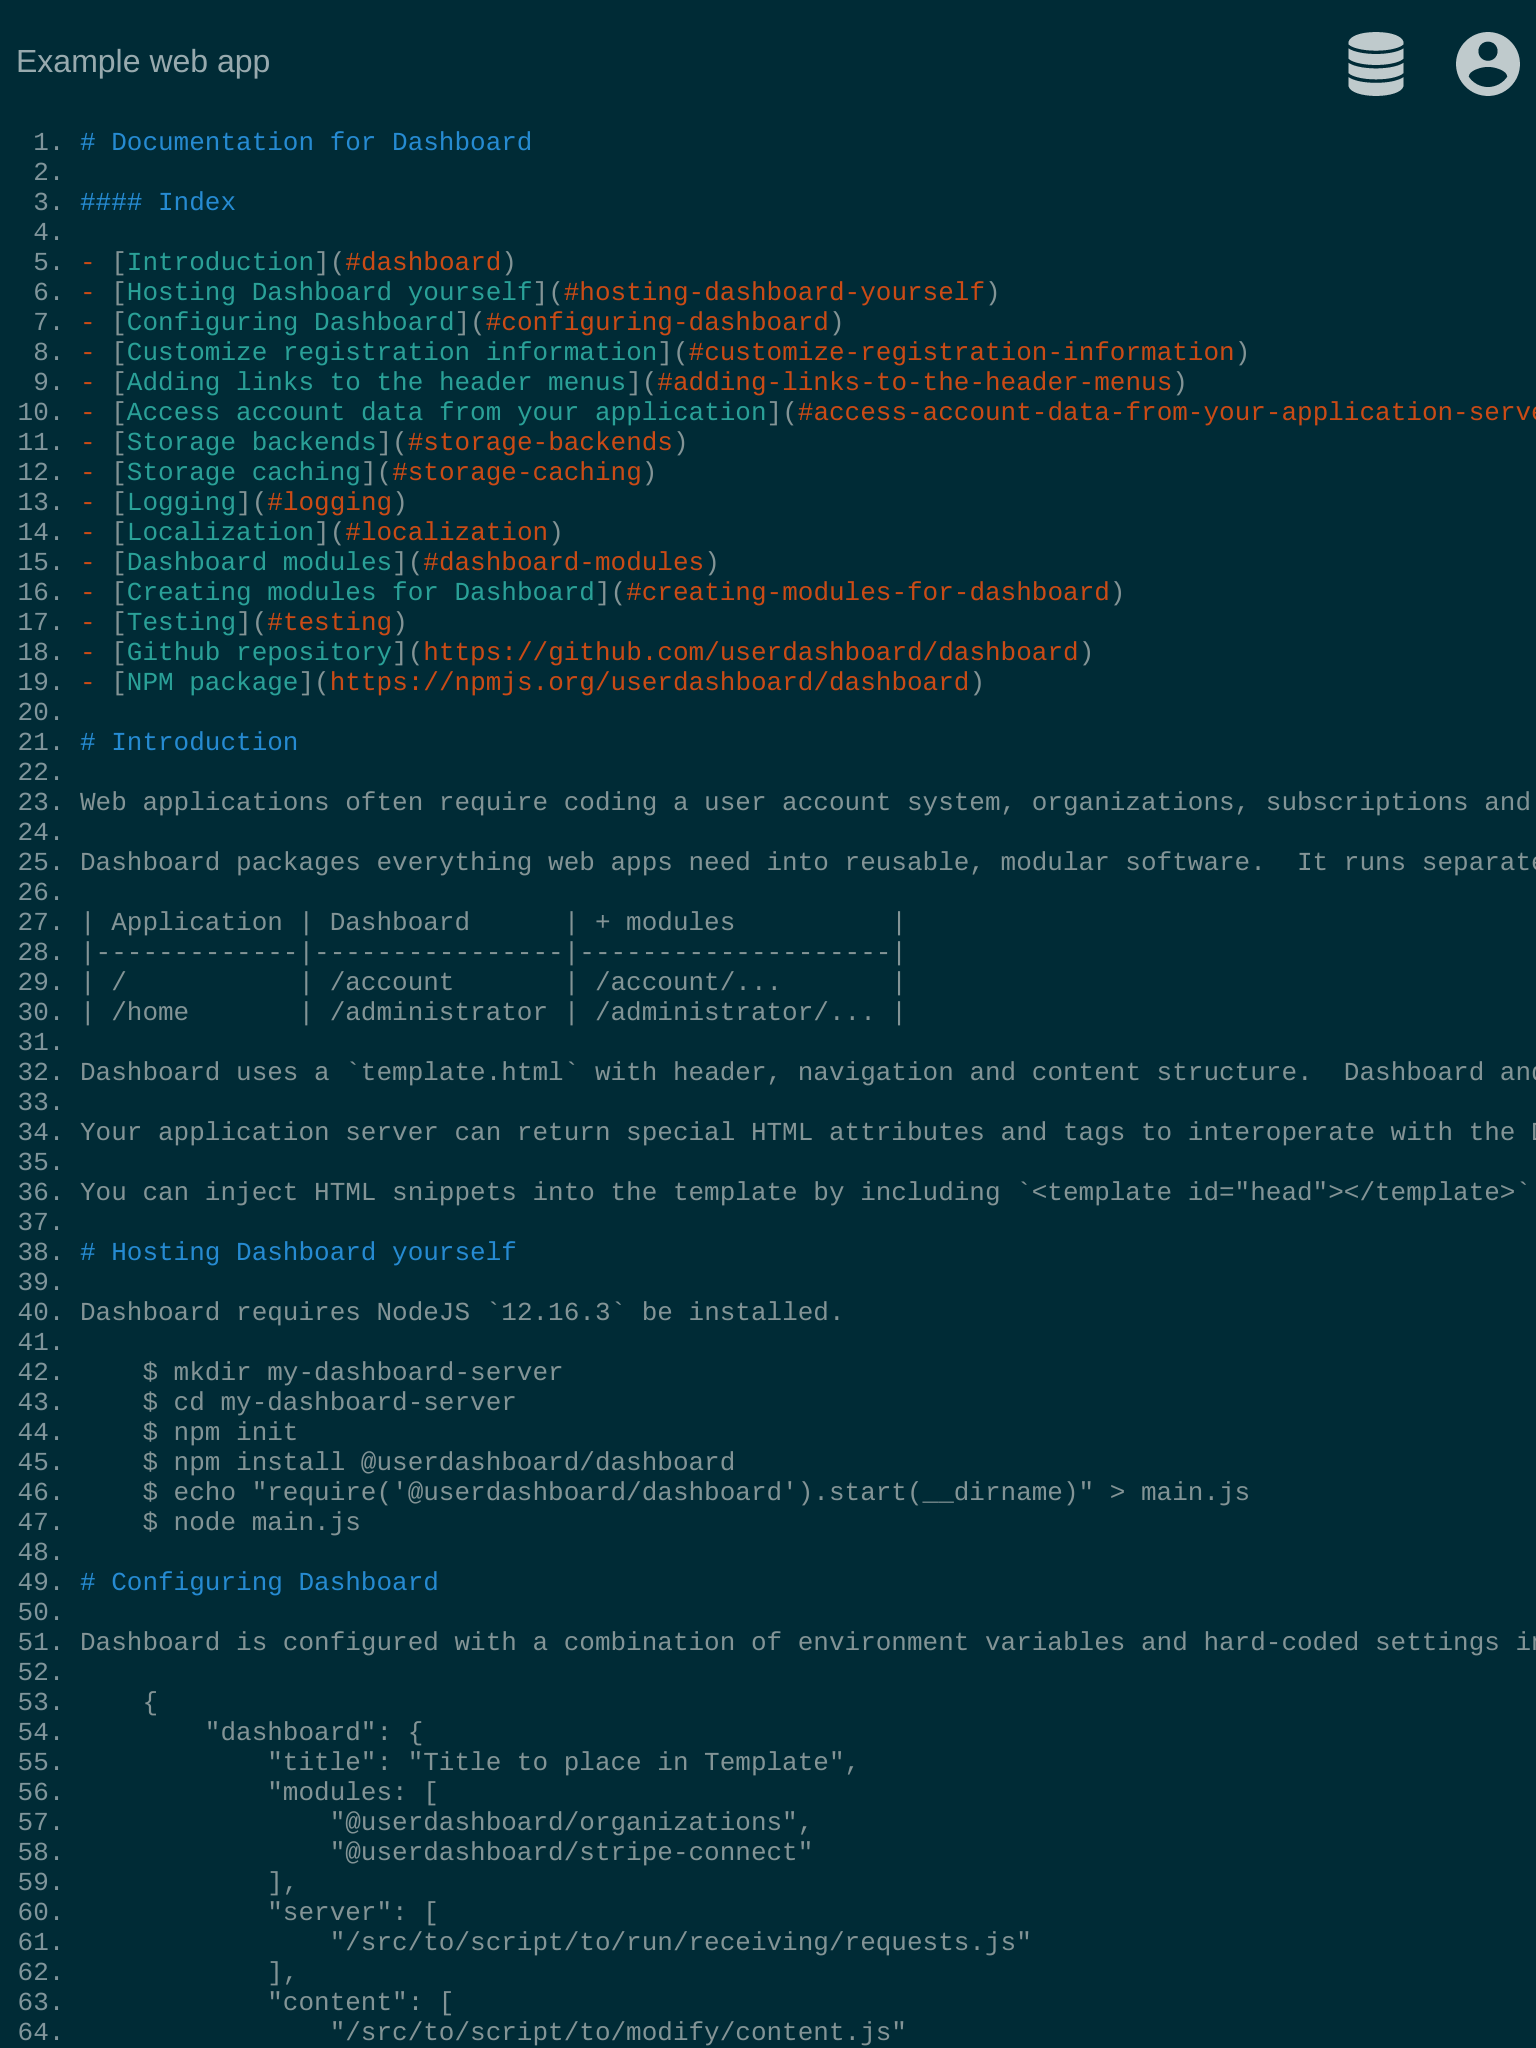 Example web app
1. # Documentation for Dashboard
2.
3. #### Index
4.
5. - [Introduction](#dashboard)
6. - [Hosting Dashboard yourself](#hosting-dashboard-yourself)
7. - [Configuring Dashboard](#configuring-dashboard)
8. - [Customize registration information](#customize-registration-information)
9. - [Adding links to the header menus](#adding-links-to-the-header-menus)
10. - [Access account data from your application](#access-account-data-from-your-application-serve
11. - [Storage backends](#storage-backends)
12. - [Storage caching](#storage-caching)
13. - [Logging](#logging)
14. - [Localization](#localization)
15. - [Dashboard modules](#dashboard-modules)
16. - [Creating modules for Dashboard](#creating-modules-for-dashboard)
17. - [Testing](#testing)
18. - [Github repository](https://github.com/userdashboard/dashboard)
19. - [NPM package](https://npmjs.org/userdashboard/dashboard)
20.
21. # Introduction
22.
23. Web applications often require coding a user account system, organizations, subscriptions and
24.
25. Dashboard packages everything web apps need into reusable, modular software.  It runs separate
26.
27. | Application | Dashboard      | + modules          |
28. |-------------|----------------|--------------------|
29. | /           | /account       | /account/...       |
30. | /home       | /administrator | /administrator/... |
31.
32. Dashboard uses a `template.html` with header, navigation and content structure.  Dashboard and
33.
34. Your application server can return special HTML attributes and tags to interoperate with the
35.
36. You can inject HTML snippets into the template by including `<template id="head"></template>`
37.
38. # Hosting Dashboard yourself
39.
40. Dashboard requires NodeJS `12.16.3` be installed.
41.
42.     $ mkdir my-dashboard-server
43.     $ cd my-dashboard-server
44.     $ npm init
45.     $ npm install @userdashboard/dashboard
46.     $ echo "require('@userdashboard/dashboard').start(__dirname)" > main.js
47.     $ node main.js
48.
49. # Configuring Dashboard
50.
51. Dashboard is configured with a combination of environment variables and hard-coded settings in
52.
53.     {
54.         "dashboard": {
55.             "title": "Title to place in Template",
56.             "modules: [
57.                 "@userdashboard/organizations",
58.                 "@userdashboard/stripe-connect"
59.             ],
60.             "server": [
61.                 "/src/to/script/to/run/receiving/requests.js"
62.             ],
63.             "content": [
64.                 "/src/to/script/to/modify/content.js"